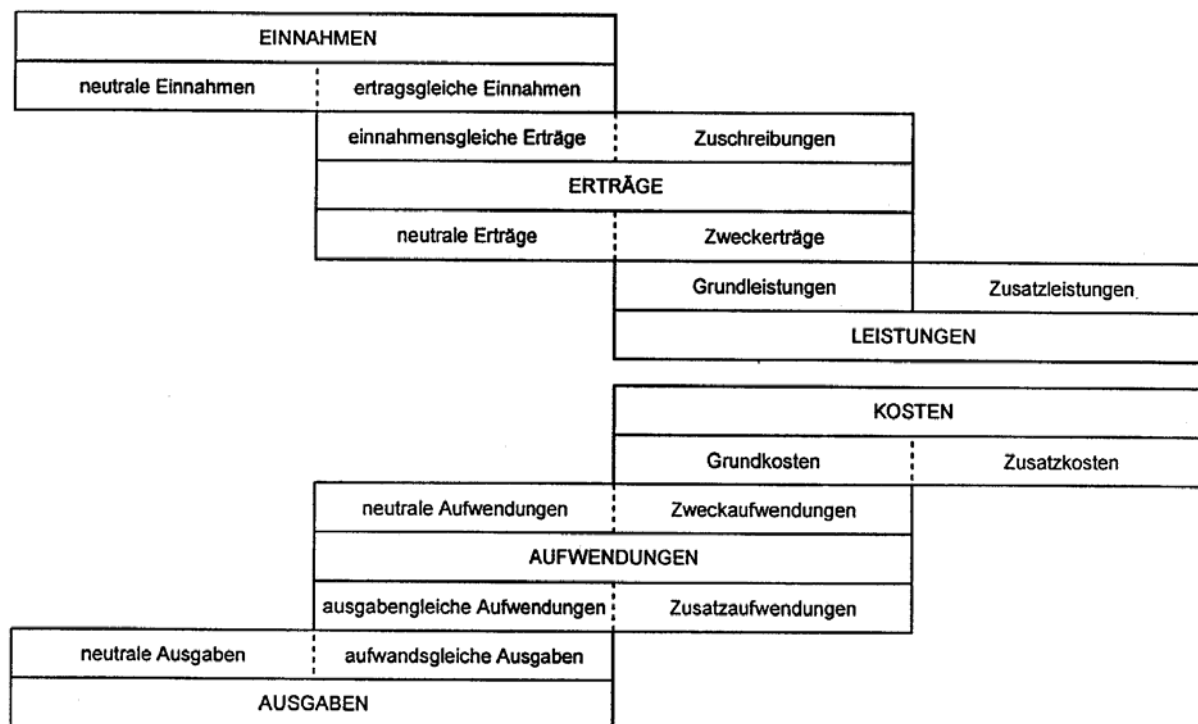 EINNAHMEN
neutrale Einnahmen ertragsgleiche Einnahmen
einnahmensgleiche Erträge Zuschreibungen
ERTRÄGE
neutrale Erträge Zweckerträge
Grundleistungen Zusatzleistungen
LEISTUNGEN
KOSTEN
Grundkosten Zusatzkosten
neutrale Aufwendungen Zweckaufwendungen
AUFWENDUNGEN
ausgabengleiche Aufwendungen Zusatzaufwendungen
neutrale Ausgaben aufwandsgleiche Ausgaben
AUSGABEN